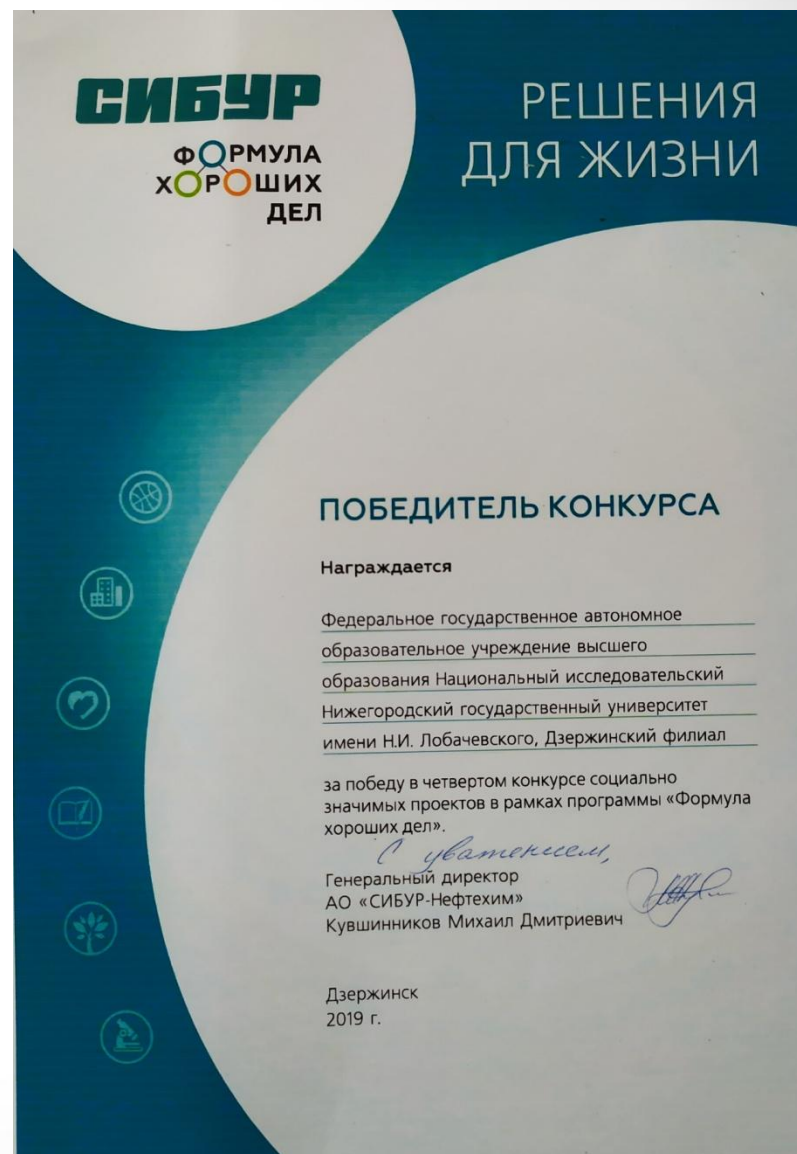 СИБУР
ФОРМУЛА
ХОРОШИХ
ДЕЛ
РЕШЕНИЯ
ДЛЯ ЖИЗНИ
ПОБЕДИТЕЛЬ КОНКУРСА
Награждается
Федеральное государственное автономное
образовательное учреждение высшего
образования Национальный исследовательский
Нижегородский государственный университет
имени Н.И. Лобачевского, Дзержинский филиал
за победу в четвертом конкурсе социально
значимых проектов в рамках программы «Формула
хороших дел».
С уважением,
Генеральный директор
АО «СИБУР-Нефтехим»
Кувшинников Михаил Дмитриевич
Дзержинск
2019 г.